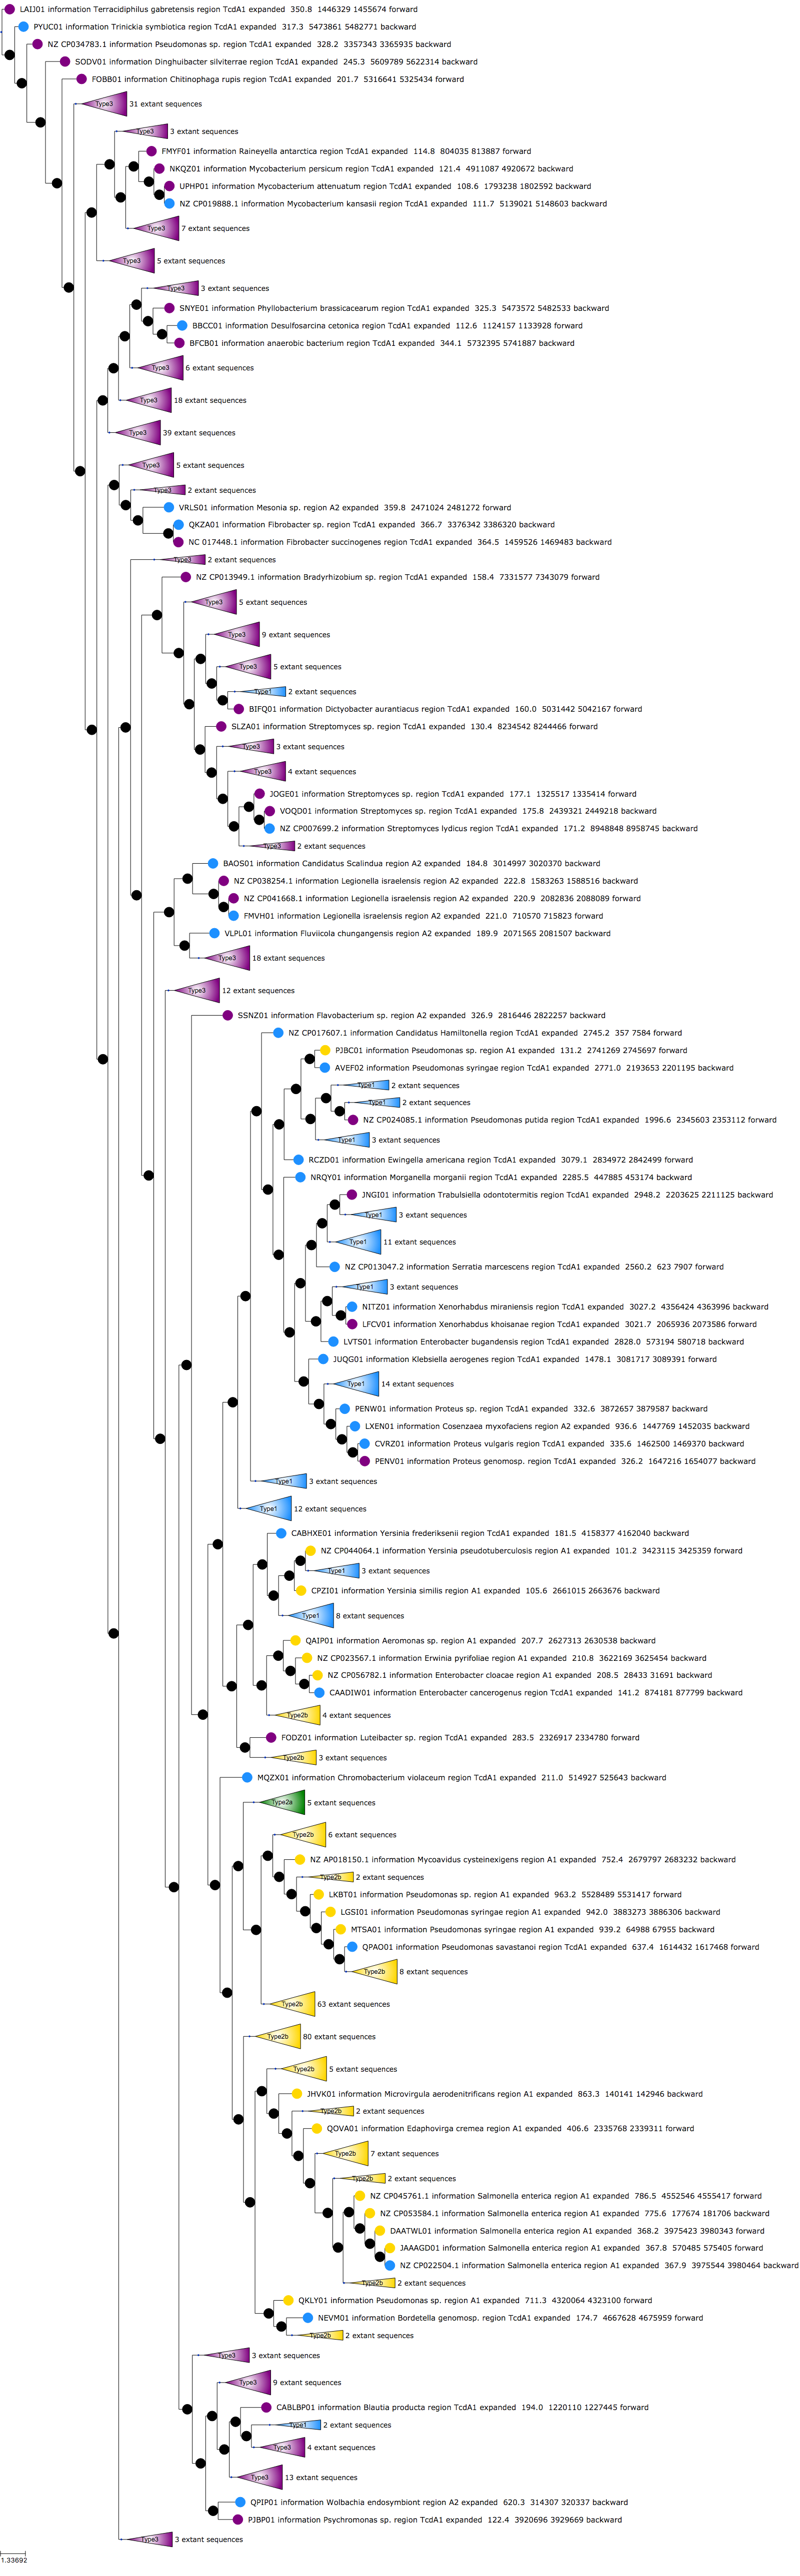 LAIJ01 information Terracidiphilus gabretensis region TcdA1 expanded 350.8 1446329 1455674 forward
PYUC01 information Trinickia symbiotica region TcdA1 expanded 317.3 5473861 5482771 backward
NZ CP034783.1 information Pseudomonas sp. region TcdA1 expanded 328.2 3357343 3365935 backward
SODV01 information Dinghuibacter silviterrae region TcdA1 expanded 245.3 5609789 5622314 backward
FOBB01 information Chitinophaga rupis region TcdA1 expanded 201.7 5316641 5325434 forward
Type3 31 extant sequences
Type3 3 extant sequences
FMYF01 information Raineyella antarctica region TcdA1 expanded 114.8 804035 813887 forward
NKQZ01 information Mycobacterium persicum region TcdA1 expanded 121.4 4911087 4920672 backward
UPHP01 information Mycobacterium attenuatum region TcdA1 expanded 108.6 1793238 1802592 backward
NZ CP019888.1 information Mycobacterium kansasii region TcdA1 expanded 111.7 5139021 5148603 backward
Type3 7 extant sequences
Type3 5 extant sequences
Type3 3 extant sequences
SNYE01 information Phyllobacterium brassicacearum region TcdA1 expanded 325.3 5473572 5482533 backward
BBCC01 information Desulfosarcina cetonica region TcdA1 expanded 112.6 1124157 1133928 forward
BFCB01 information anaerobic bacterium region TcdA1 expanded 344.1 5732395 5741887 backward
Type3 6 extant sequences
Type3 18 extant sequences
Type3 39 extant sequences
Type3 5 extant sequences
Type3 2 extant sequences
VRLS01 information Mesonia sp. region A2 expanded 359.8 2471024 2481272 forward
QKZA01 information Fibrobacter sp. region TcdA1 expanded 366.7 3376342 3386320 backward
NC 017448.1 information Fibrobacter succinogenes region TcdA1 expanded 364.5 1459526 1469483 backward
Type3 2 extant sequences
NZ CP013949.1 information Bradyrhizobium sp. region TcdA1 expanded 158.4 7331577 7343079 forward
Type3 5 extant sequences
Type3 9 extant sequences
Type3 5 extant sequences
Type1 2 extant sequences
BIFQ01 information Dictyobacter aurantiacus region TcdA1 expanded 160.0 5031442 5042167 forward
SLZA01 information Streptomyces sp. region TcdA1 expanded 130.4 8234542 8244466 forward
Type3 3 extant sequences
Type3 4 extant sequences
JOGE01 information Streptomyces sp. region TcdA1 expanded 177.1 1325517 1335414 forward
VOQD01 information Streptomyces sp. region TcdA1 expanded 175.8 2439321 2449218 backward
NZ CP007699.2 information Streptomyces lydicus region TcdA1 expanded 171.2 8948848 8958745 backward
Type3 2 extant sequences
BAOS01 information Candidatus Scalindua region A2 expanded 184.8 3014997 3020370 backward
NZ CP038254.1 information Legionella israelensis region A2 expanded 222.8 1583263 1588516 backward
NZ CP041668.1 information Legionella israelensis region A2 expanded 220.9 2082836 2088089 forward
FMVH01 information Legionella israelensis region A2 expanded 221.0 710570 715823 forward
VLPL01 information Fluviicola chungangensis region A2 expanded 189.9 2071565 2081507 backward
Type3 18 extant sequences
Type3 12 extant sequences
SSNZ01 information Flavobacterium sp. region A2 expanded 326.9 2816446 2822257 backward
NZ CP017607.1 information Candidatus Hamiltonella region TcdA1 expanded 2745.2 357 7584 forward
PJBC01 information Pseudomonas sp. region A1 expanded 131.2 2741269 2745697 forward
AVEF02 information Pseudomonas syringae region TcdA1 expanded 2771.0 2193653 2201195 backward
Type1 2 extant sequences
Type1 2 extant sequences
NZ CP024085.1 information Pseudomonas putida region TcdA1 expanded 1996.6 2345603 2353112 forward
Type1 3 extant sequences
RCZD01 information Ewingella americana region TcdA1 expanded 3079.1 2834972 2842499 forward
NRQY01 information Morganella morganii region TcdA1 expanded 2285.5 447885 453174 backward
JNGI01 information Trabulsiella odontotermitis region TcdA1 expanded 2948.2 2203625 2211125 backward
Type1 3 extant sequences
Type1 11 extant sequences
NZ CP013047.2 information Serratia marcescens region TcdA1 expanded 2560.2 623 7907 forward
Type1 3 extant sequences
NITZ01 information Xenorhabdus miraniensis region TcdA1 expanded 3027.2 4356424 4363996 backward
LFCV01 information Xenorhabdus khoisanae region TcdA1 expanded 3021.7 2065936 2073586 forward
LVTS01 information Enterobacter bugandensis region TcdA1 expanded 2828.0 573194 580718 backward
JUQG01 information Klebsiella aerogenes region TcdA1 expanded 1478.1 3081717 3089391 forward
Type1 14 extant sequences
PENW01 information Proteus sp. region TcdA1 expanded 332.6 3872657 3879587 backward
LXEN01 information Cosenzaea myxofaciens region A2 expanded 936.6 1447769 1452035 backward
CVRZ01 information Proteus vulgaris region TcdA1 expanded 335.6 1462500 1469370 backward
PENV01 information Proteus genomosp. region TcdA1 expanded 326.2 1647216 1654077 backward
Type1 3 extant sequences
Type1 12 extant sequences
CABHXE01 information Yersinia frederiksenii region TcdA1 expanded 181.5 4158377 4162040 backward
NZ CP044064.1 information Yersinia pseudotuberculosis region A1 expanded 101.2 3423115 3425359 forward
Type1 3 extant sequences
CPZI01 information Yersinia similis region A1 expanded 105.6 2661015 2663676 backward
Type1 8 extant sequences
QAIP01 information Aeromonas sp. region A1 expanded 207.7 2627313 2630538 backward
NZ CP023567.1 information Erwinia pyrifoliae region A1 expanded 210.8 3622169 3625454 backward
NZ CP056782.1 information Enterobacter cloacae region A1 expanded 208.5 28433 31691 backward
CAADIW01 information Enterobacter cancerogenus region TcdA1 expanded 141.2 874181 877799 backward
Type2b 4 extant sequences
FODZ01 information Luteibacter sp. region TcdA1 expanded 283.5 2326917 2334780 forward
Type2b 3 extant sequences
MQZX01 information Chromobacterium violaceum region TcdA1 expanded 211.0 514927 525643 backward
Type2a 5 extant sequences
Type2b 6 extant sequences
NZ AP018150.1 information Mycoavidus cysteinexigens region A1 expanded 752.4 2679797 2683232 backward
Type2b 2 extant sequences
LKBT01 information Pseudomonas sp. region A1 expanded 963.2 5528489 5531417 forward
LGSI01 information Pseudomonas syringae region A1 expanded 942.0 3883273 3886306 backward
MTSA01 information Pseudomonas syringae region A1 expanded 939.2 64988 67955 backward
QPAO01 information Pseudomonas savastanoi region TcdA1 expanded 637.4 1614432 1617468 forward
Type2b 8 extant sequences
Type2b 63 extant sequences
Type2b 80 extant sequences
Type2b 5 extant sequences
JHVK01 information Microvirgula aerodenitrificans region A1 expanded 863.3 140141 142946 backward
Type2b 2 extant sequences
QOVA01 information Edaphovirga cremea region A1 expanded 406.6 2335768 2339311 forward
Type2b 7 extant sequences
Type2b 2 extant sequences
NZ CP045761.1 information Salmonella enterica region A1 expanded 786.5 4552546 4555417 forward
NZ CP053584.1 information Salmonella enterica region A1 expanded 775.6 177674 181706 backward
DAATWL01 information Salmonella enterica region A1 expanded 368.2 3975423 3980343 forward
JAAAGD01 information Salmonella enterica region A1 expanded 367.8 570485 575405 forward
NZ CP022504.1 information Salmonella enterica region A1 expanded 367.9 3975544 3980464 backward
Type2b 2 extant sequences
QKLY01 information Pseudomonas sp. region A1 expanded 711.3 4320064 4323100 forward
NEVM01 information Bordetella genomosp. region TcdA1 expanded 174.7 4667628 4675959 forward
Type2b 2 extant sequences
Type3 3 extant sequences
Type3 9 extant sequences
CABLBP01 information Blautia producta region TcdA1 expanded 194.0 1220110 1227445 forward
Type1 2 extant sequences
Type3 4 extant sequences
Type3 13 extant sequences
QPIP01 information Wolbachia endosymbiont region A2 expanded 620.3 314307 320337 backward
PJBP01 information Psychromonas sp. region TcdA1 expanded 122.4 3920696 3929669 backward
Type3 3 extant sequences
1.33692